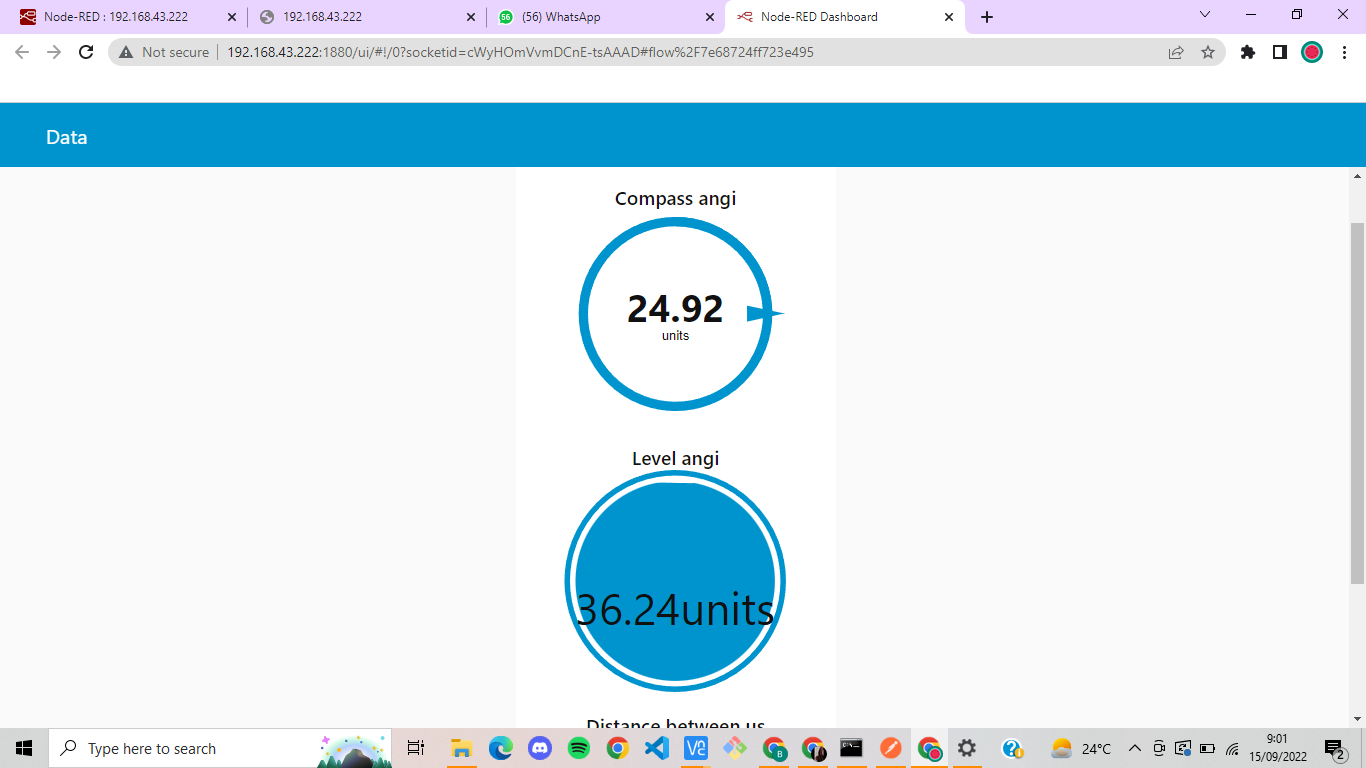 Node-RED : 192.168.43.222
192.168.43.222
(56) WhatsApp
Node-RED Dashboard
Not secure
192.168.43.222:1880/ui/#!/0?socketid=cWyHOmVvmDCnE-tsAAAD#flow%2F7e68724ff723e495
Data
Compass angi
24.92
units
Level angi
36.24units
Distance between us
Type here to search
24°C
9:01
15/09/2022
2